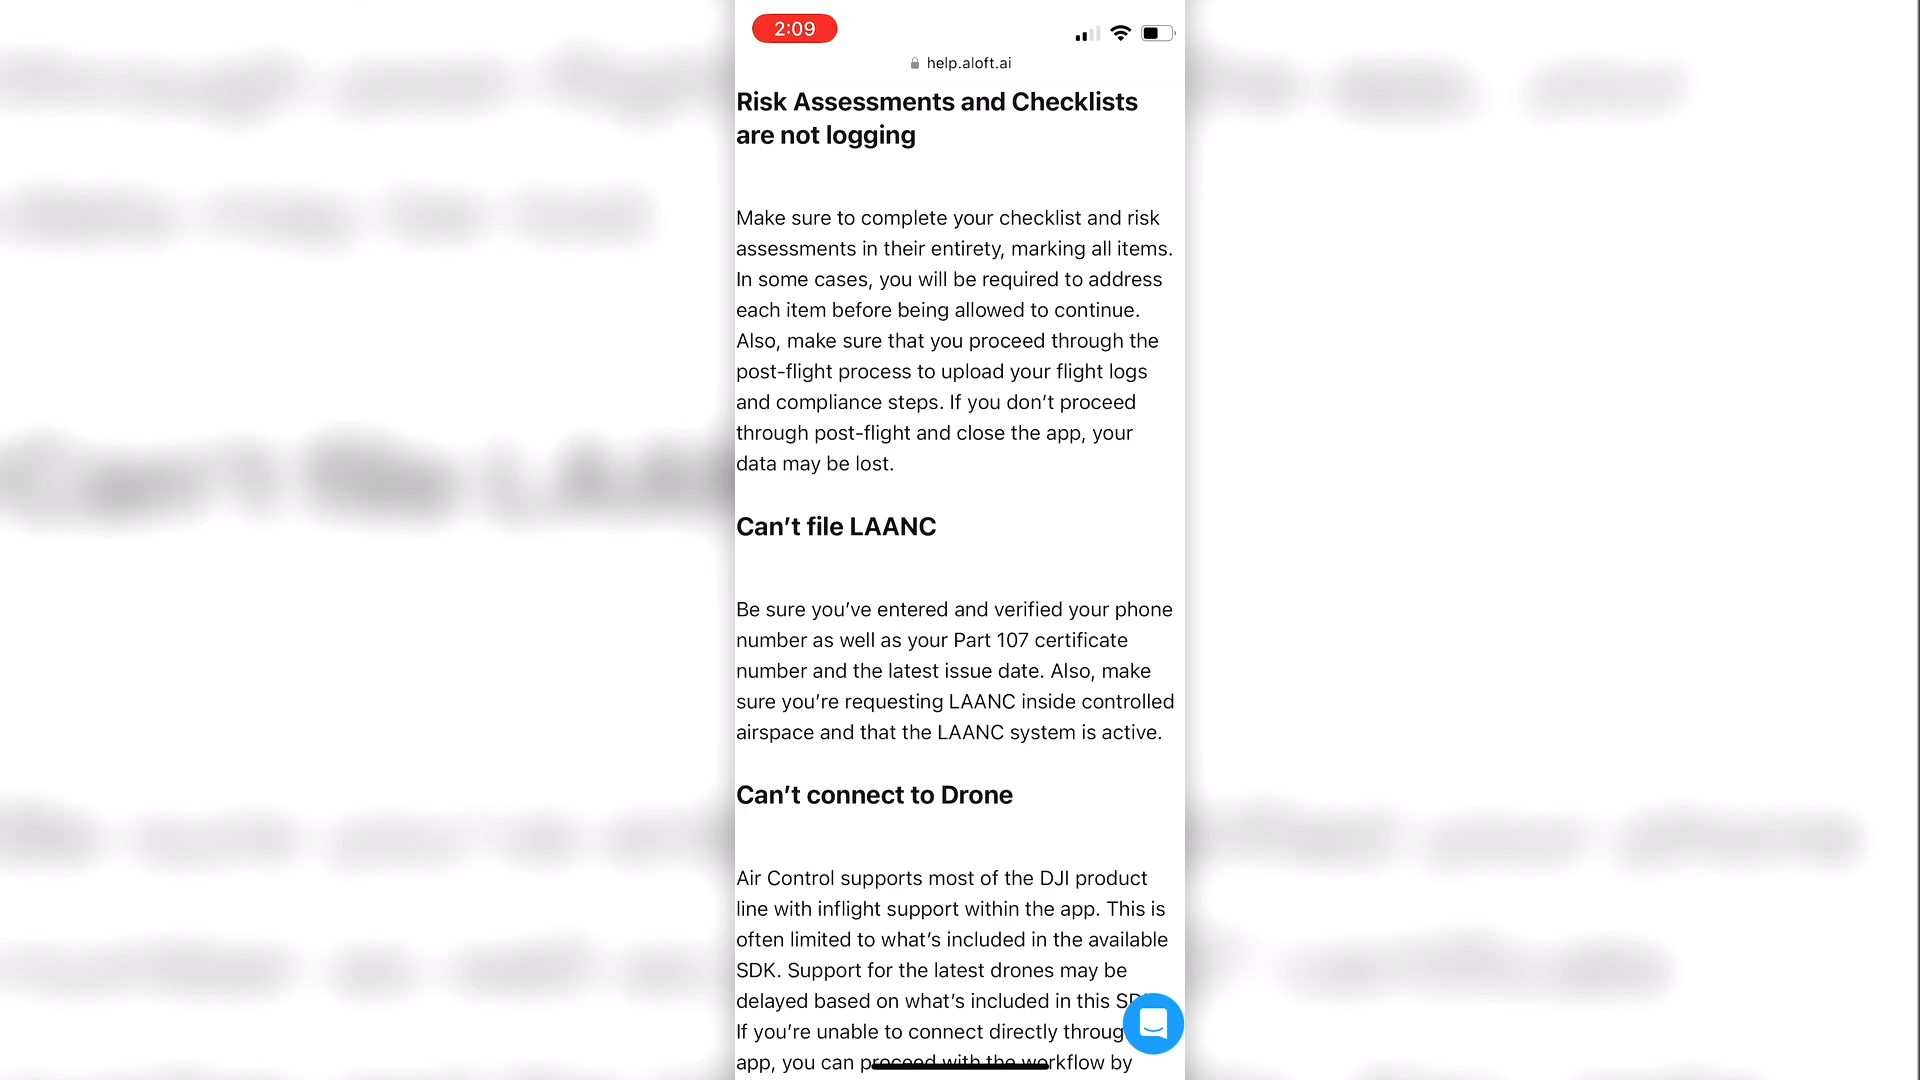 2:09
help.aloft.ai
Risk Assessments and Checklists
are not logging
Make sure to complete your checklist and risk
assessments in their entirety, marking all items.
In some cases, you will be required to address
each item before being allowed to continue.
Also, make sure that you proceed through the
post-flight process to upload your flight logs
and compliance steps. If you don’t proceed
through post-flight and close the app, your
data may be lost.
Can’t file LAANC
Be sure you’ve entered and verified your phone
number as well as your Part 107 certificate
number and the latest issue date. Also, make
sure you’re requesting LAANC inside controlled
airspace and that the LAANC system is active.
Can’t connect to Drone
Air Control supports most of the DJI product
line with inflight support within the app. This is
often limited to what’s included in the available
SDK. Support for the latest drones may be
delayed based on what’s included in this
If you’re unable to connect directly
app, you can proceed with the workflow by